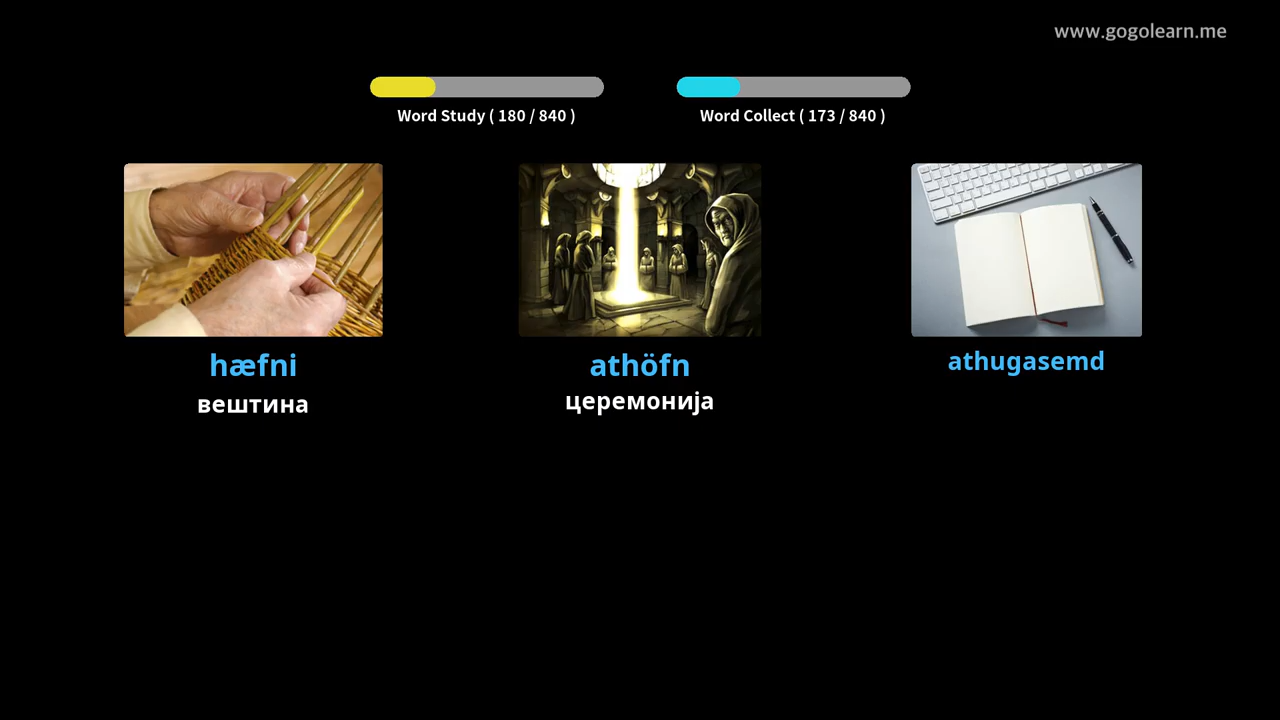 www.gogolearn.me
Word Study ( 180 / 840 )
Word Collect ( 173 / 840 )
hæfni
вештина
athöfn
церемонија
athugasemd